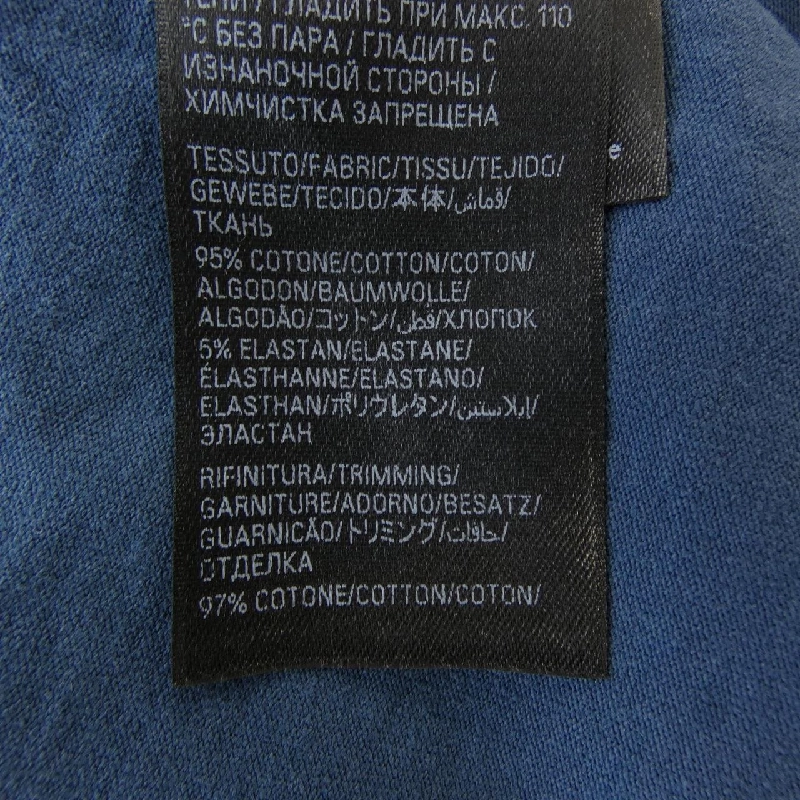 ТЕНИ / ГЛАДИТЬ ПРИ МАКС. 110
°C БЕЗ ПАРА / ГЛАДИТЬ С
ИЗНАНОЧНОЙ СТОРОНЫ /
ХИМЧИСТКА ЗАПРЕЩЕНА
e
TESSUTO/FABRIC/TISSU/TEJIDO/
GEWEBE/TECIDO/本体/قماش/
ТКАНЬ
95% COTONE/COTTON/COTON/
ALGODON/BAUMWOLLE/
ALGODÃO/コットン/قطن/ХЛОПОК
5% ELASTAN/ELASTANE/
ÉLASTHANNE/ELASTANO/
ELASTHAN/ポリウレタン/إيلاستين/
ЭЛАСТАН
RIFINITURA/TRIMMING/
GARNITURE/ADORNO/BESATZ/
GUARNICÃO/トリミング/حافات/
ОТДЕЛКА
97% COTONE/COTTON/COTON/